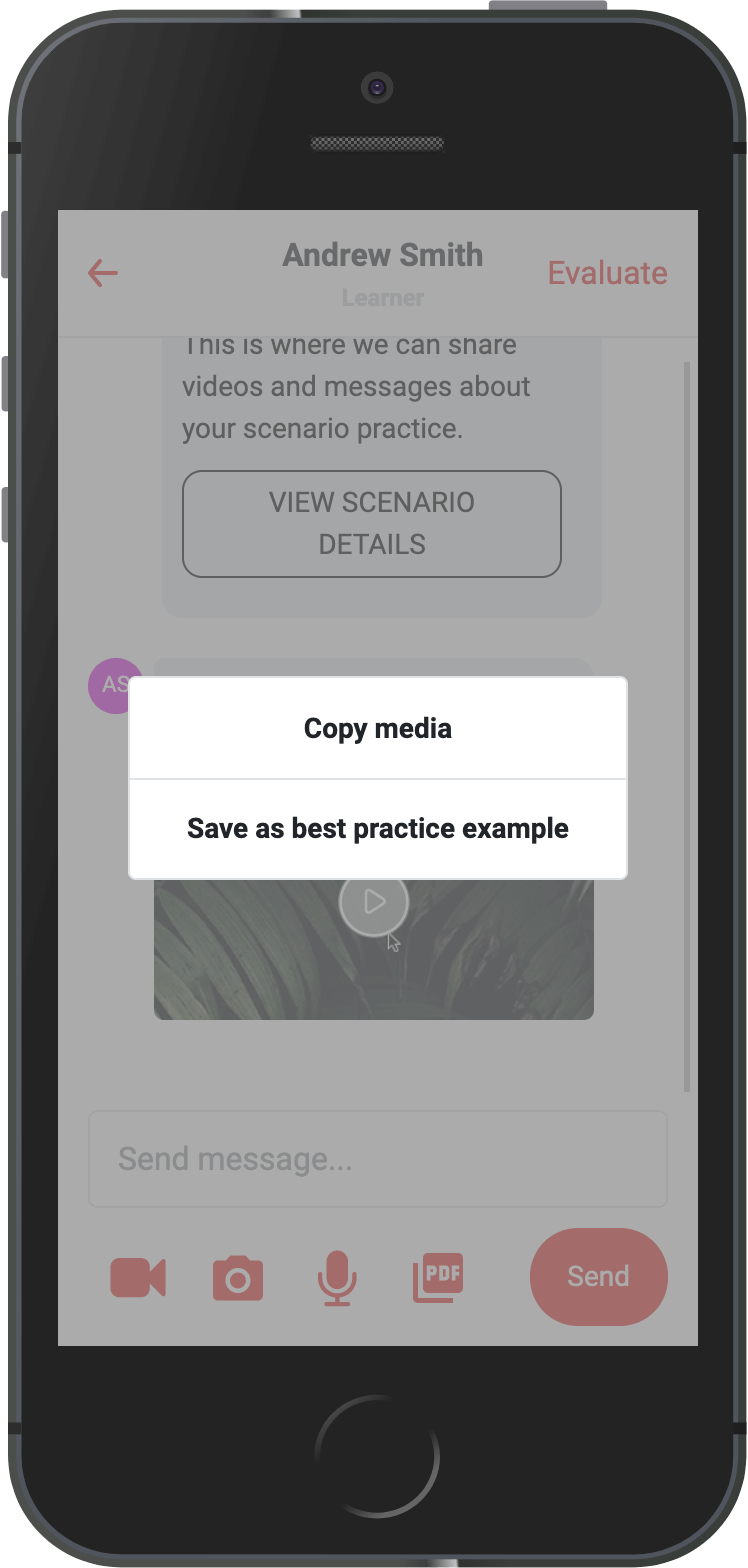 Andrew Smith
Learner
Evaluate
This is where we can share
videos and messages about
your scenario practice.
VIEW SCENARIO
DETAILS
AS
Copy media
Save as best practice example
Send message...
PDF
Send